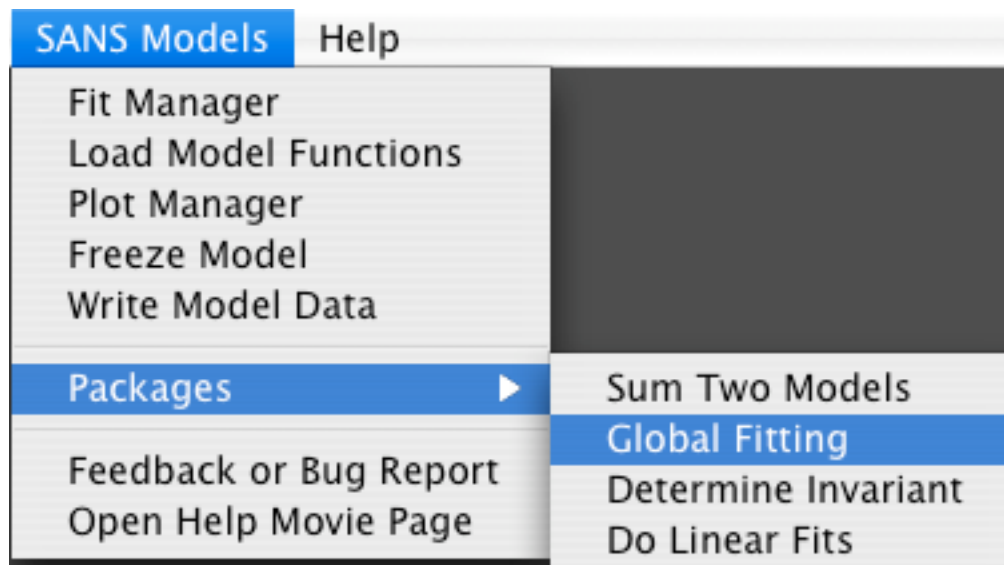 SANS Models Help
Fit Manager
Load Model Functions
Plot Manager
Freeze Model
Write Model Data
Packages
Feedback or Bug Report
Open Help Movie Page
Sum Two Models
Global Fitting
Determine Invariant
Do Linear Fits